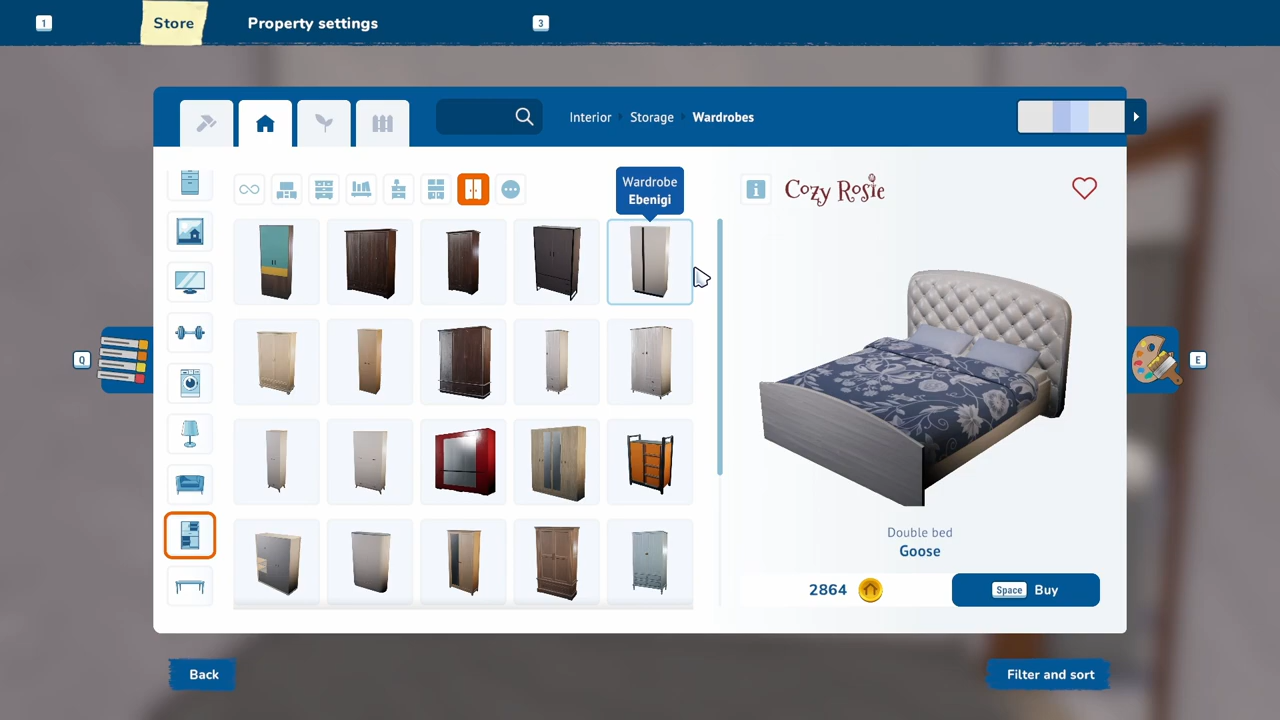 1
Store
Property settings
3
Interior
Storage
Wardrobes
Wardrobe
Ebenigi
Cozy Rosie
Q
E
Double bed
Goose
2864
Space Buy
Back
Filter and sort